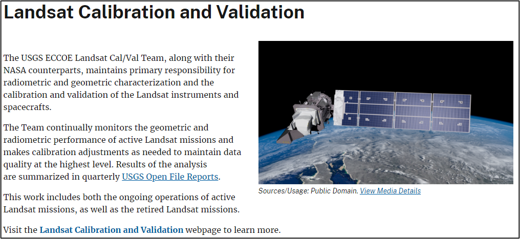 Landsat Calibration and Validation
The USGS ECCOE Landsat Cal/Val Team, along with their
NASA counterparts, maintains primary responsibility for
radiometric and geometric characterization and the
calibration and validation of the Landsat instruments and
spacecrafts.
The Team continually monitors the geometric and
radiometric performance of active Landsat missions and
makes calibration adjustments as needed to maintain data
quality at the highest level. Results of the analysis
are summarized in quarterly USGS Open File Reports.
Sources/Usage: Public Domain. View Media Details
This work includes both the ongoing operations of active
Landsat missions, as well as the retired Landsat missions.
Visit the Landsat Calibration and Validation webpage to learn more.